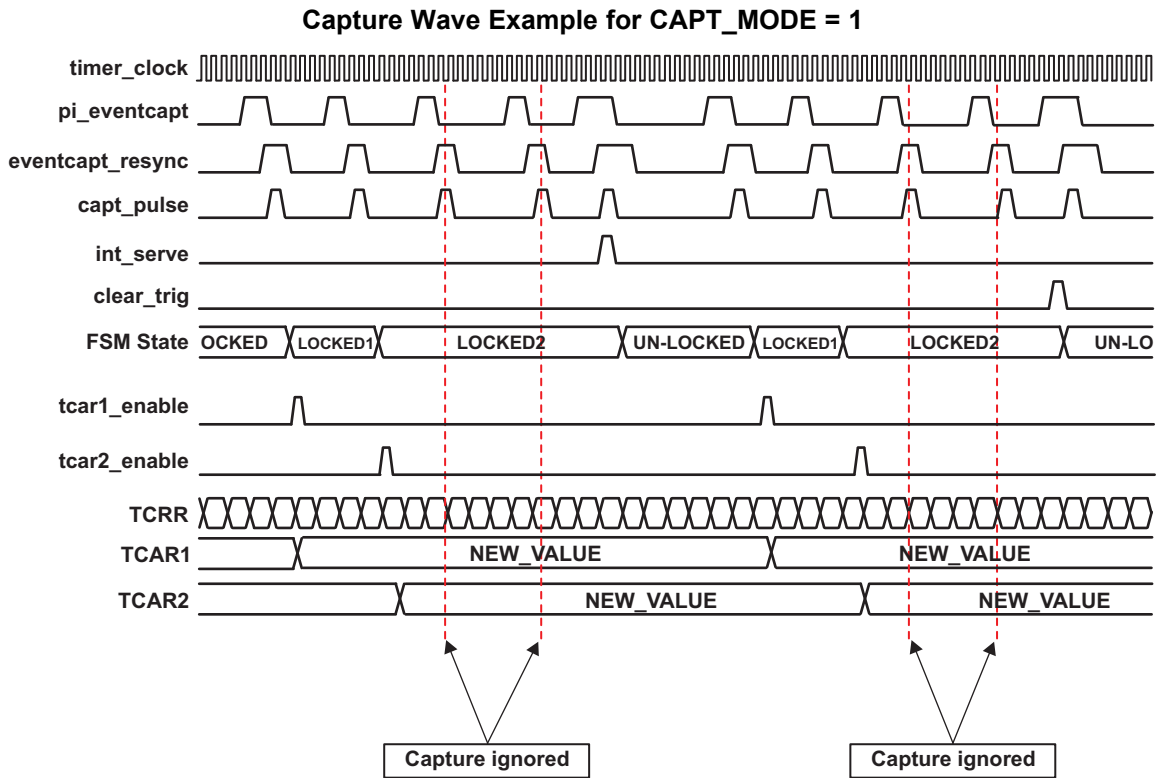 Capture Wave Example for CAPT_MODE = 1
timer_clock
pi_eventcapt
eventcapt_resync
capt_pulse
int_serve
clear_trig
FSM State OCKED LOCKED1 LOCKED2 UN-LOCKED LOCKED1 LOCKED2 UN-LO
tcar1_enable
tcar2_enable
TCRR
TCAR1 NEW_VALUE NEW_VALUE
TCAR2 NEW_VALUE NEW_VALUE
Capture ignored Capture ignored